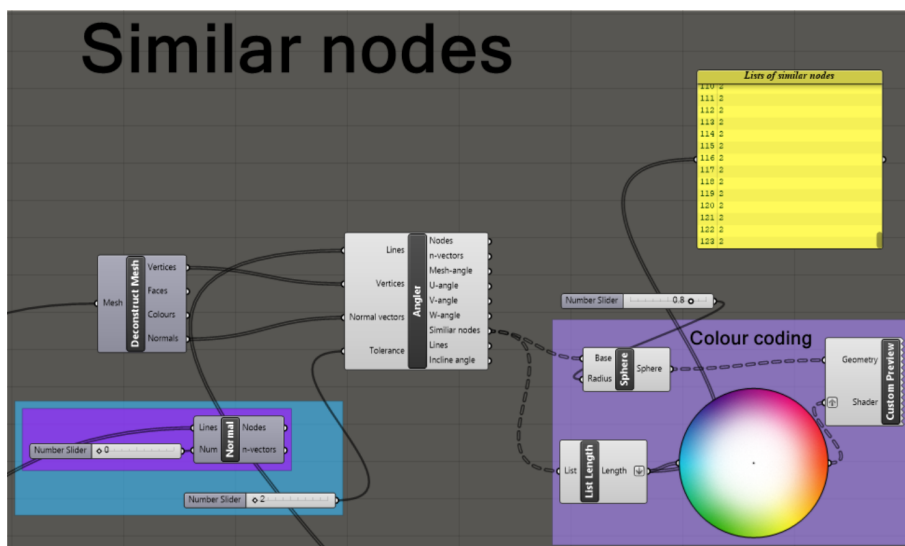 Similar nodes
Lists of similar nodes
110 2
111 2
112 2
113 2
114 2
115 2
116 2
117 2
118 2
119 2
120 2
121 2
122 2
123 2
Mesh
Deconstruct Mesh
Vertices
Faces
Colours
Normals
Lines
Vertices
Normal vectors
Tolerance
Angler
Nodes
n-vectors
Mesh-angle
U-angle
V-angle
W-angle
Similiar nodes
Lines
Incline angle
Number Slider 0.8
Colour coding
Base
Radius
Sphere
Sphere
Geometry
Shader
Custom Preview
Number Slider 0
Lines
Num
Normal
Nodes
n-vectors
Number Slider 2
List
List Length
Length